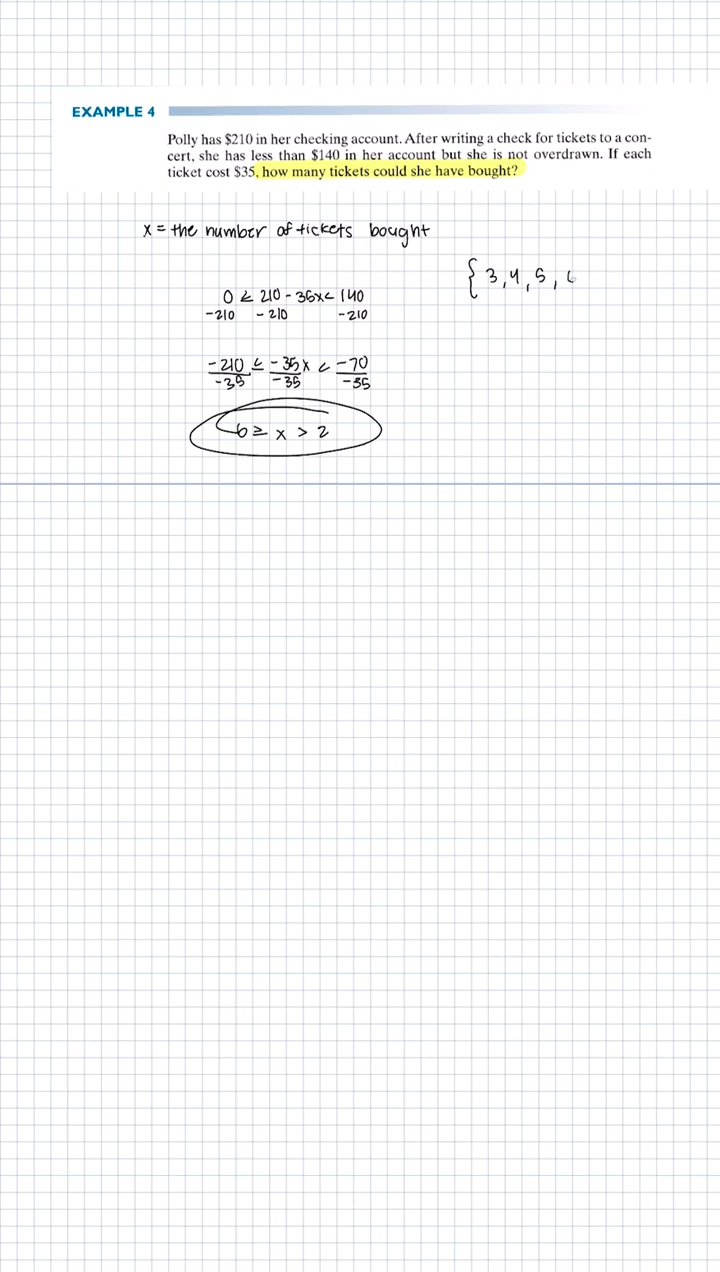 EXAMPLE 4
Polly has $210 in her checking account. After writing a check for tickets to a con-
cert, she has less than $140 in her account but she is not overdrawn. If each
ticket cost $35, how many tickets could she have bought?
x = the number of tickets bought
{ 3, 4, 5, 6
0 ≤ 210 - 35x < 140
-210 -210 -210
-210 ≤ -35x < -70
-35 -35 -35
6 ≥ x > 2